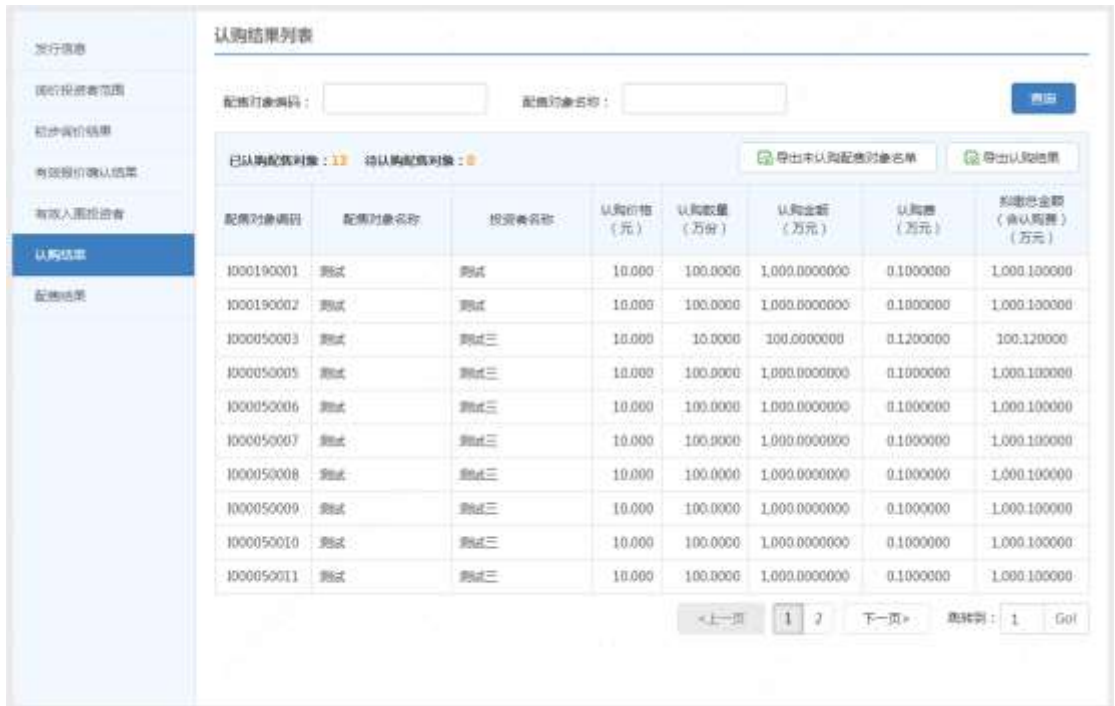 发行信息
询价投资者范围
初步询价结果
有效报价确认结果
有效入围投资者
认购结果
配售结果
认购结果列表
配售对象编码： 配售对象名称： 查询
已认购配售对象：13 待认购配售对象：0 导出未认购配售对象名单 导出认购结果
配售对象编码 配售对象名称 投资者名称 认购价格（元） 认购数量（万份） 认购金额（万元） 认购费（万元） 拟缴总金额（含认购费）（万元）
I000190001 测试 测试 10.000 100.0000 1,000.0000000 0.1000000 1,000.100000
I000190002 测试 测试 10.000 100.0000 1,000.0000000 0.1000000 1,000.100000
I000050003 测试 测试三 10.000 10.0000 100.0000000 0.1200000 100.120000
I000050005 测试 测试三 10.000 100.0000 1,000.0000000 0.1000000 1,000.100000
I000050006 测试 测试三 10.000 100.0000 1,000.0000000 0.1000000 1,000.100000
I000050007 测试 测试三 10.000 100.0000 1,000.0000000 0.1000000 1,000.100000
I000050008 测试 测试三 10.000 100.0000 1,000.0000000 0.1000000 1,000.100000
I000050009 测试 测试三 10.000 100.0000 1,000.0000000 0.1000000 1,000.100000
I000050010 测试 测试三 10.000 100.0000 1,000.0000000 0.1000000 1,000.100000
I000050011 测试 测试三 10.000 100.0000 1,000.0000000 0.1000000 1,000.100000
<上一页 1 2 下一页> 跳转到： 1 Go!